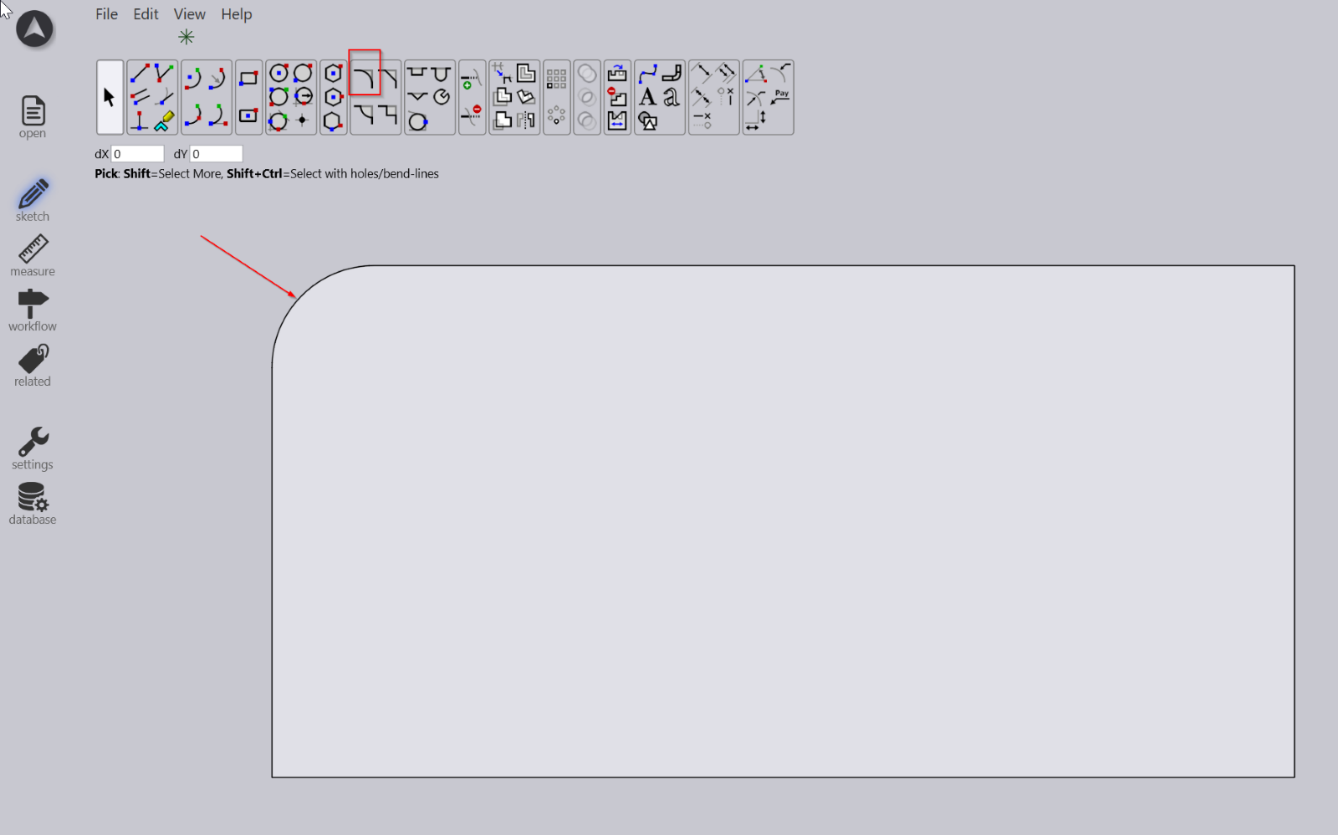 File Edit View Help
open
A a
Pay
dX 0 dY 0
Pick: Shift=Select More, Shift+Ctrl=Select with holes/bend-lines
sketch
measure
workflow
related
settings
database